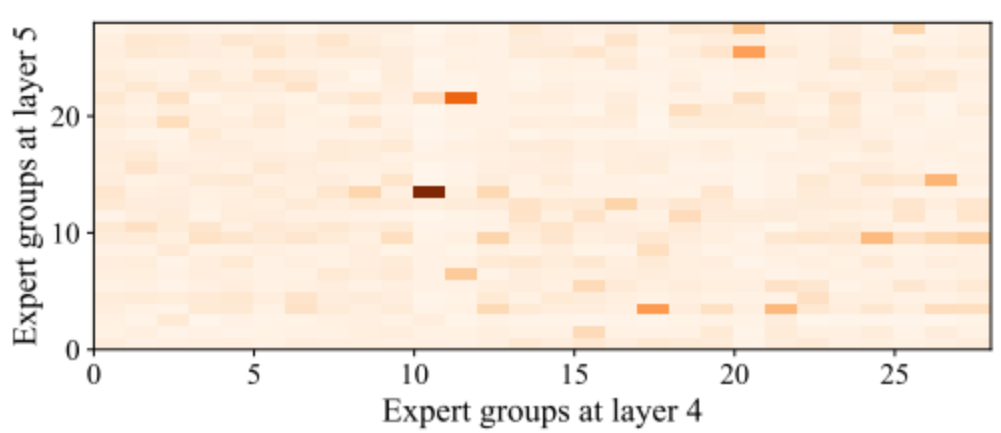 Expert groups at layer 5
20
10
0
0 5 10 15 20 25
Expert groups at layer 4